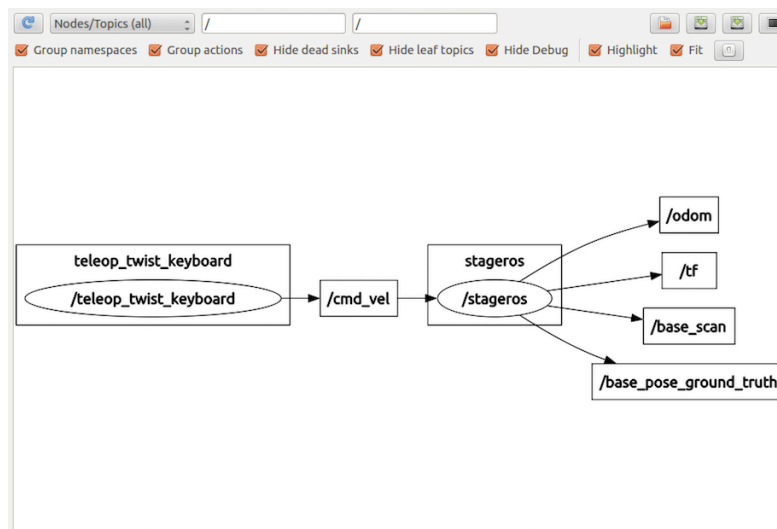 Nodes/Topics (all) / /
Group namespaces Group actions Hide dead sinks Hide leaf topics Hide Debug Highlight Fit
/odom
teleop_twist_keyboard stageros
/tf
/teleop_twist_keyboard /cmd_vel /stageros
/base_scan
/base_pose_ground_truth